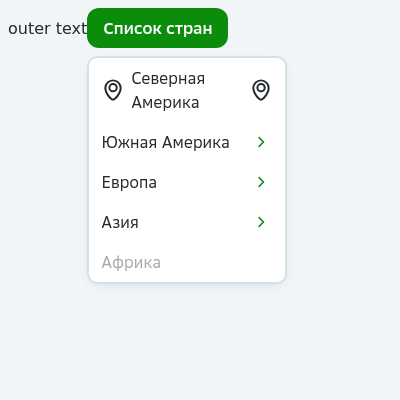 outer text Список стран
Северная
Америка
Южная Америка
Европа
Азия
Африка